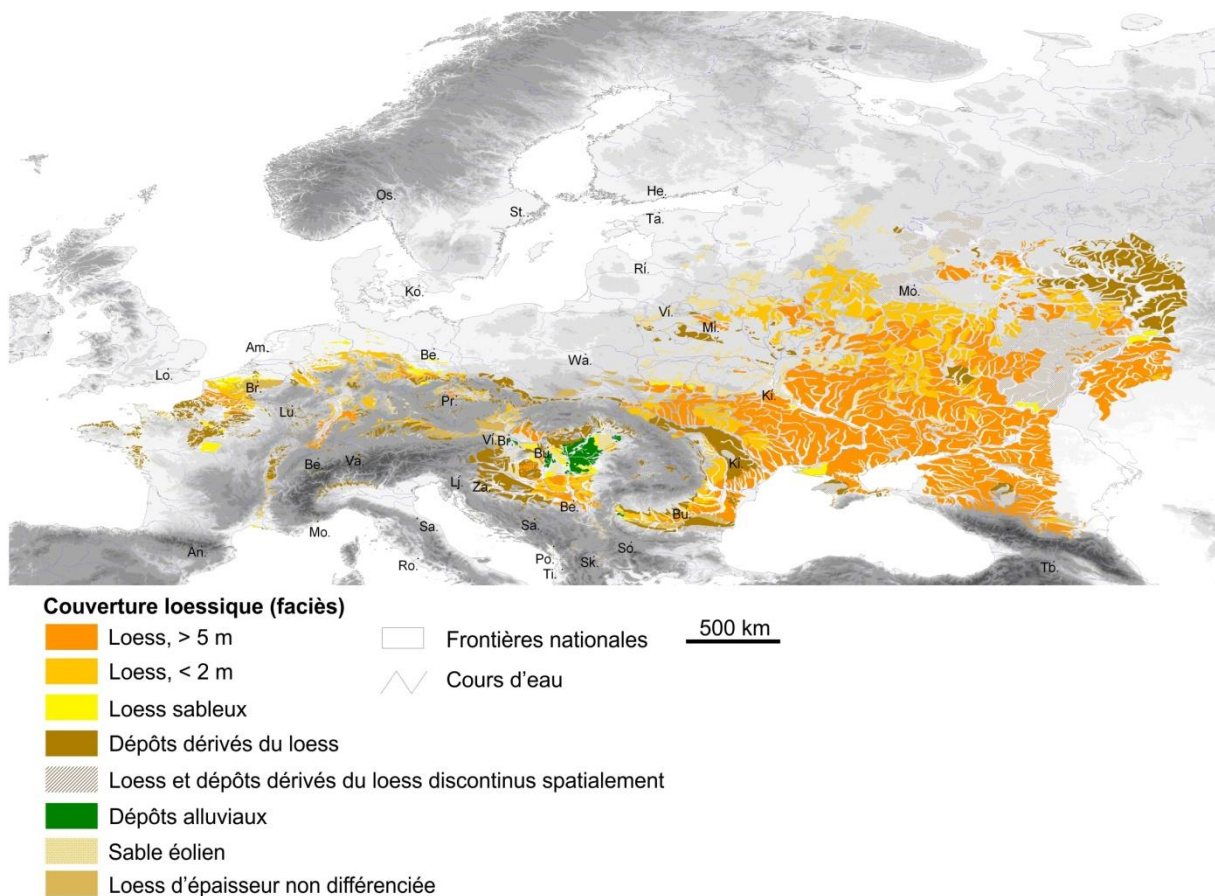 Os.
St.
He.
Ta.
Rí.
Ko.
Ví.
Mi.
Mo.
Am.
Be.
Wa.
Lo.
Br.
Ki.
Pr.
Lu.
Ví.
Br.
Bu.
Ki.
Be.
Va.
Lj.
Za.
Be.
Bu.
Mo.
Sa.
Sa.
So.
An.
Ro.
Po.
Sk.
Ti.
Tb.
Couverture loessique (faciès)
Loess, > 5 m
Loess, < 2 m
Loess sableux
Dépôts dérivés du loess
Loess et dépôts dérivés du loess discontinus spatialement
Dépôts alluviaux
Sable éolien
Loess d'épaisseur non différenciée
Frontières nationales
Cours d'eau
500 km